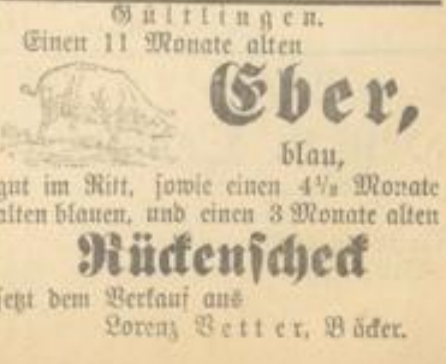 Gültlingen.
Einen 11 Monate alten
Eber,
blau,
gut im Ritt, sowie einen 4½ Monate
alten blauen, und einen 3 Monate alten
Rückenscheck
setzt dem Verkauf aus
Lorenz Vetter, Bäcker.